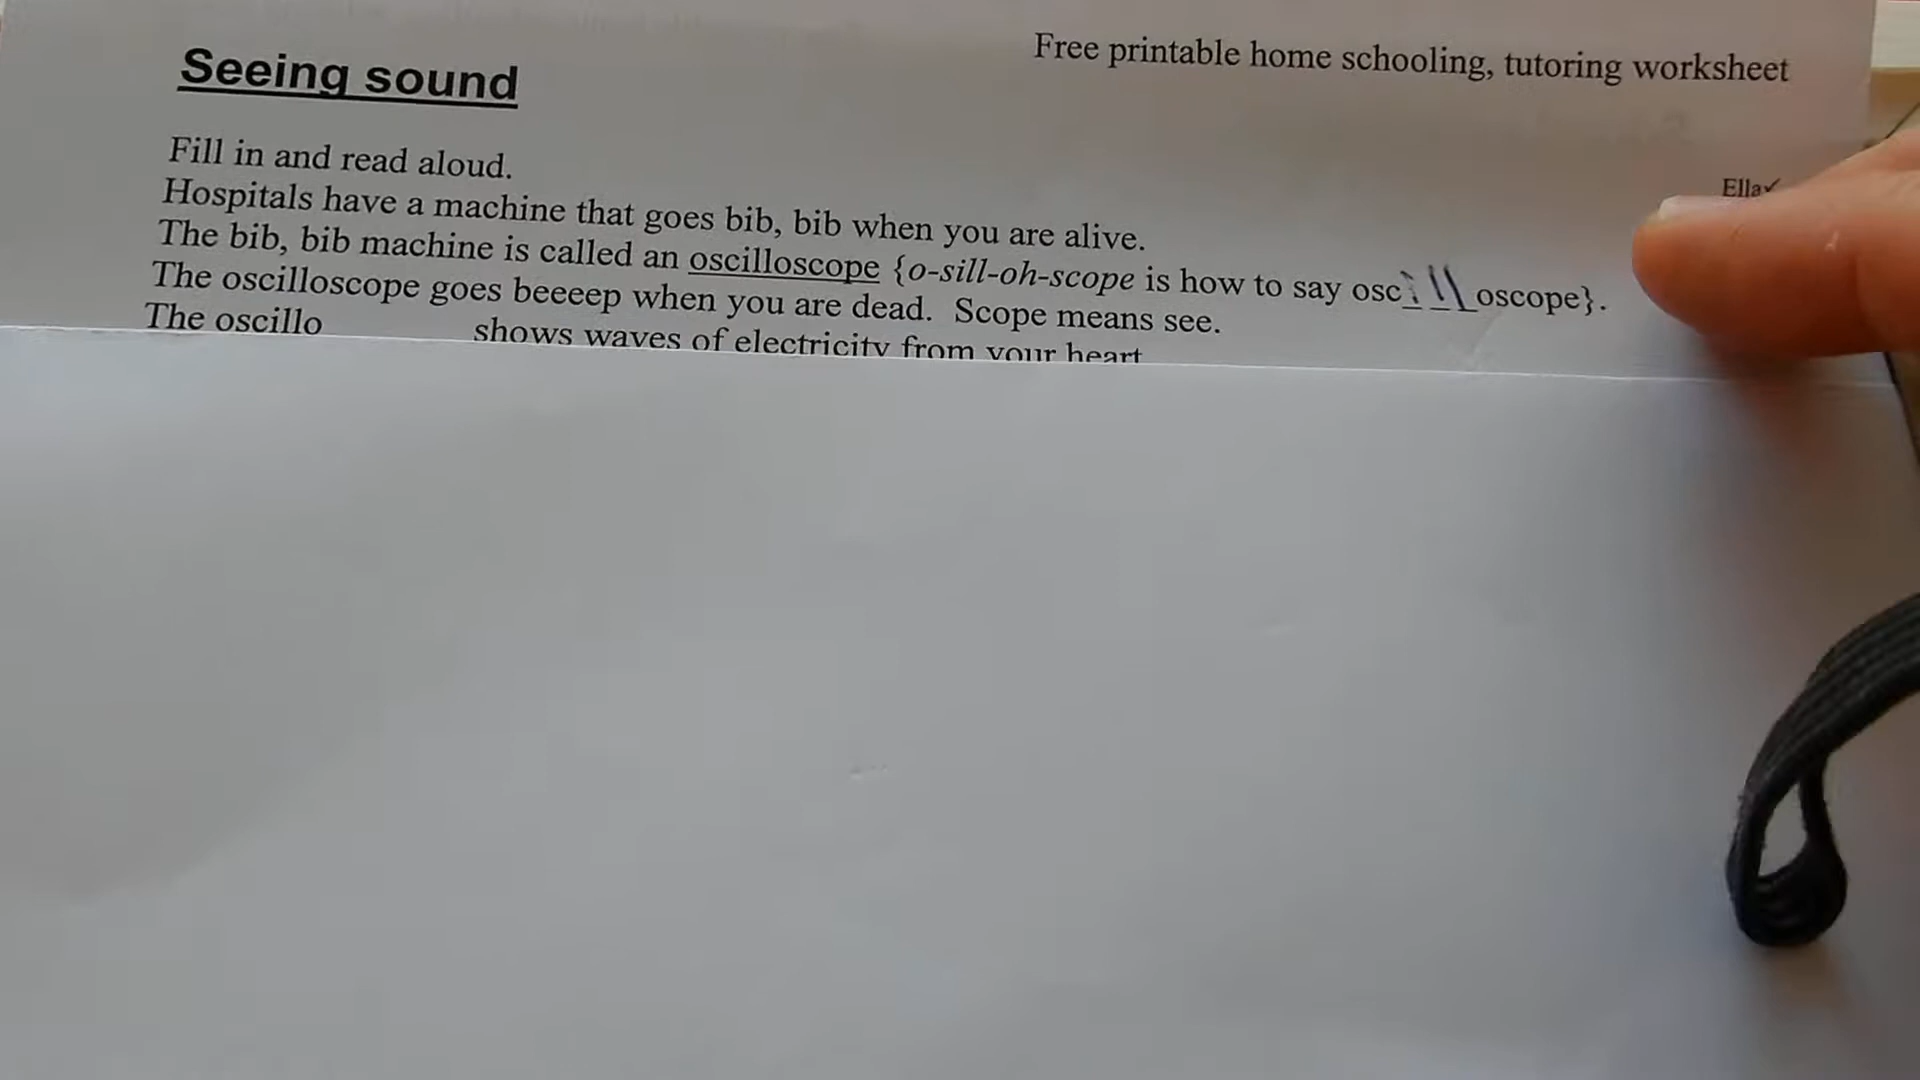 Seeing sound
Free printable home schooling, tutoring worksheet
Fill in and read aloud.
Ella✓
Hospitals have a machine that goes bib, bib when you are alive.
The bib, bib machine is called an oscilloscope {o-sill-oh-scope is how to say oscilloscope}.
The oscilloscope goes beeeep when you are dead. Scope means see.
The oscillo shows waves of electricity from your heart